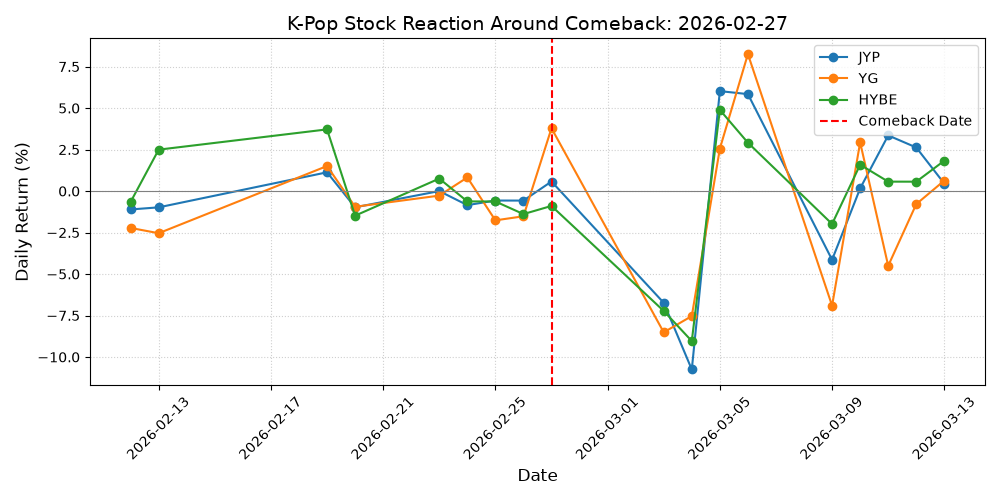 K-Pop Stock Reaction Around Comeback: 2026-02-27
JYP
YG
HYBE
Comeback Date
Daily Return (%)
7.5
5.0
2.5
0.0
−2.5
−5.0
−7.5
−10.0
2026-02-13
2026-02-17
2026-02-21
2026-02-25
2026-03-01
2026-03-05
2026-03-09
2026-03-13
Date